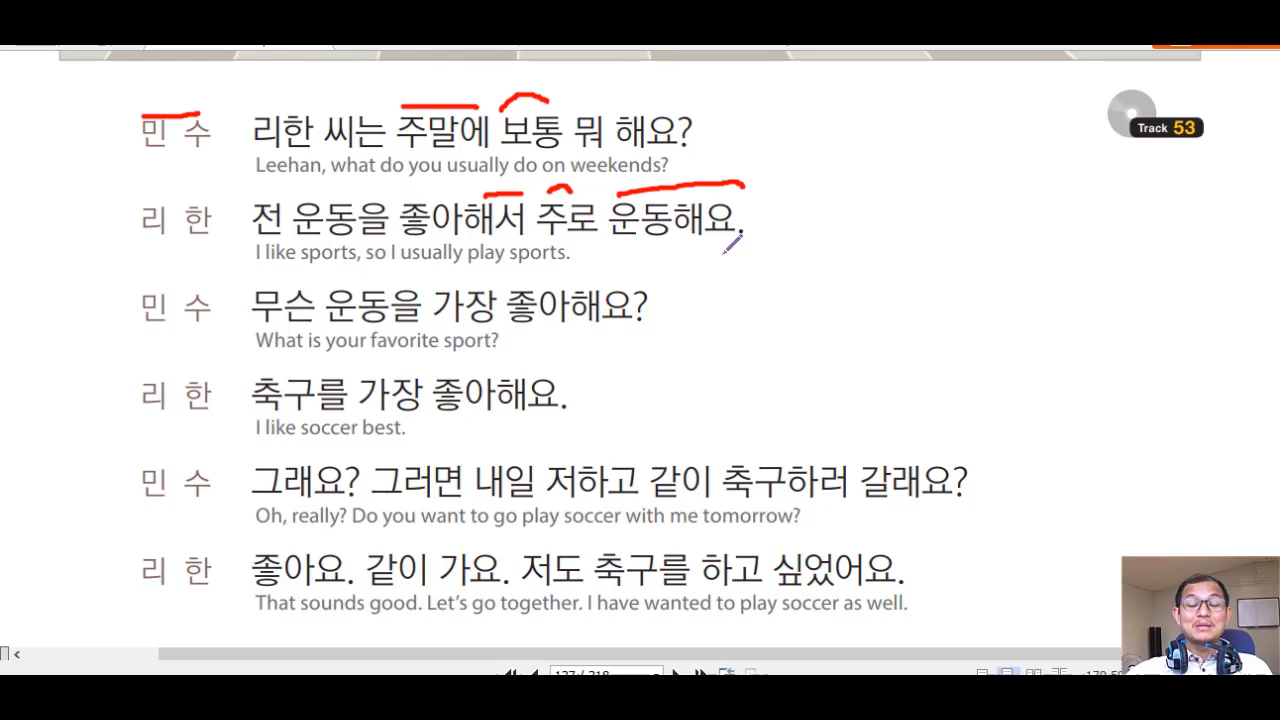 민 수 리한 씨는 주말에 보통 뭐 해요?
Leehan, what do you usually do on weekends?
Track 53
리 한 전 운동을 좋아해서 주로 운동해요.
I like sports, so I usually play sports.
민 수 무슨 운동을 가장 좋아해요?
What is your favorite sport?
리 한 축구를 가장 좋아해요.
I like soccer best.
민 수 그래요? 그러면 내일 저하고 같이 축구하러 갈래요?
Oh, really? Do you want to go play soccer with me tomorrow?
리 한 좋아요. 같이 가요. 저도 축구를 하고 싶었어요.
That sounds good. Let's go together. I have wanted to play soccer as well.